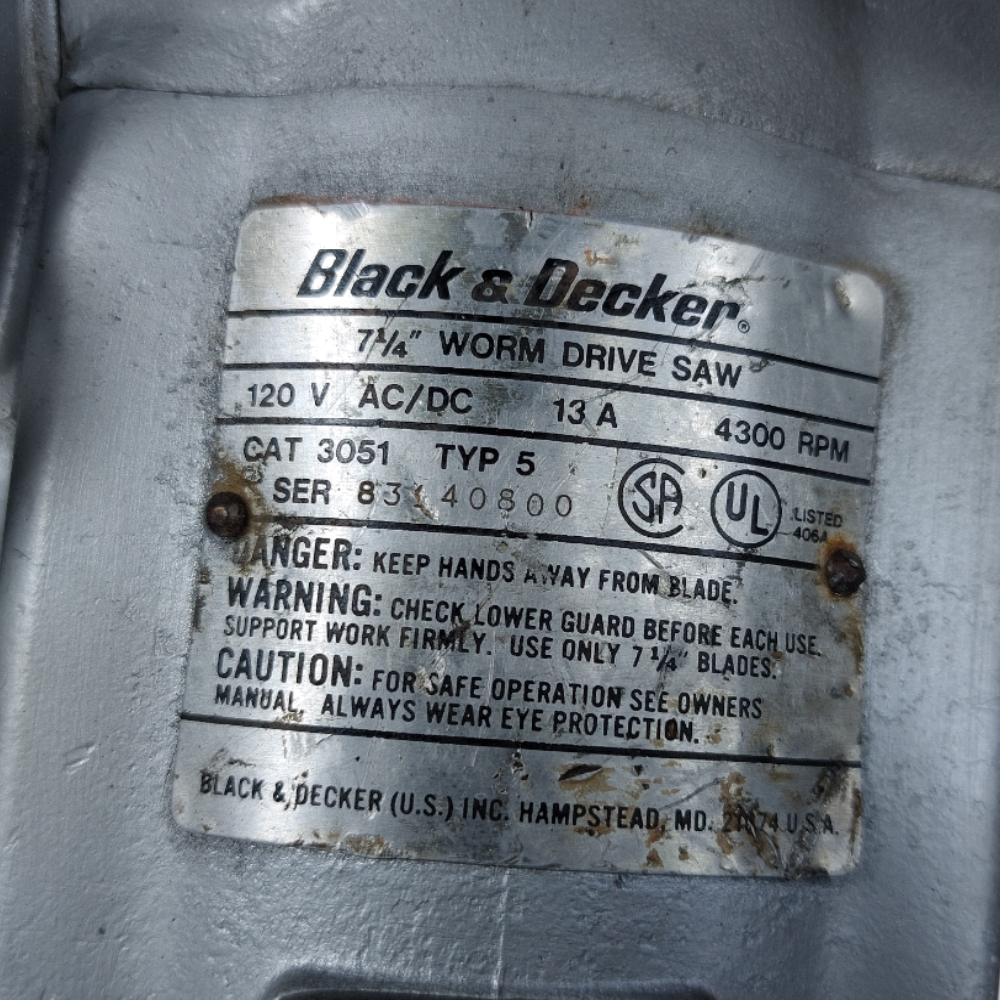 Black & Decker®
7¼" WORM DRIVE SAW
120 V AC/DC 13 A 4300 RPM
CAT 3051 TYP 5
SER
SA UL LISTED
DANGER: KEEP HANDS AWAY FROM BLADE.
WARNING: CHECK LOWER GUARD BEFORE EACH USE.
SUPPORT WORK FIRMLY. USE ONLY 7¼" BLADES.
CAUTION: FOR SAFE OPERATION SEE OWNERS
MANUAL. ALWAYS WEAR EYE PROTECTION.
BLACK & DECKER (U.S.) INC. HAMPSTEAD, MD. U.S.A.